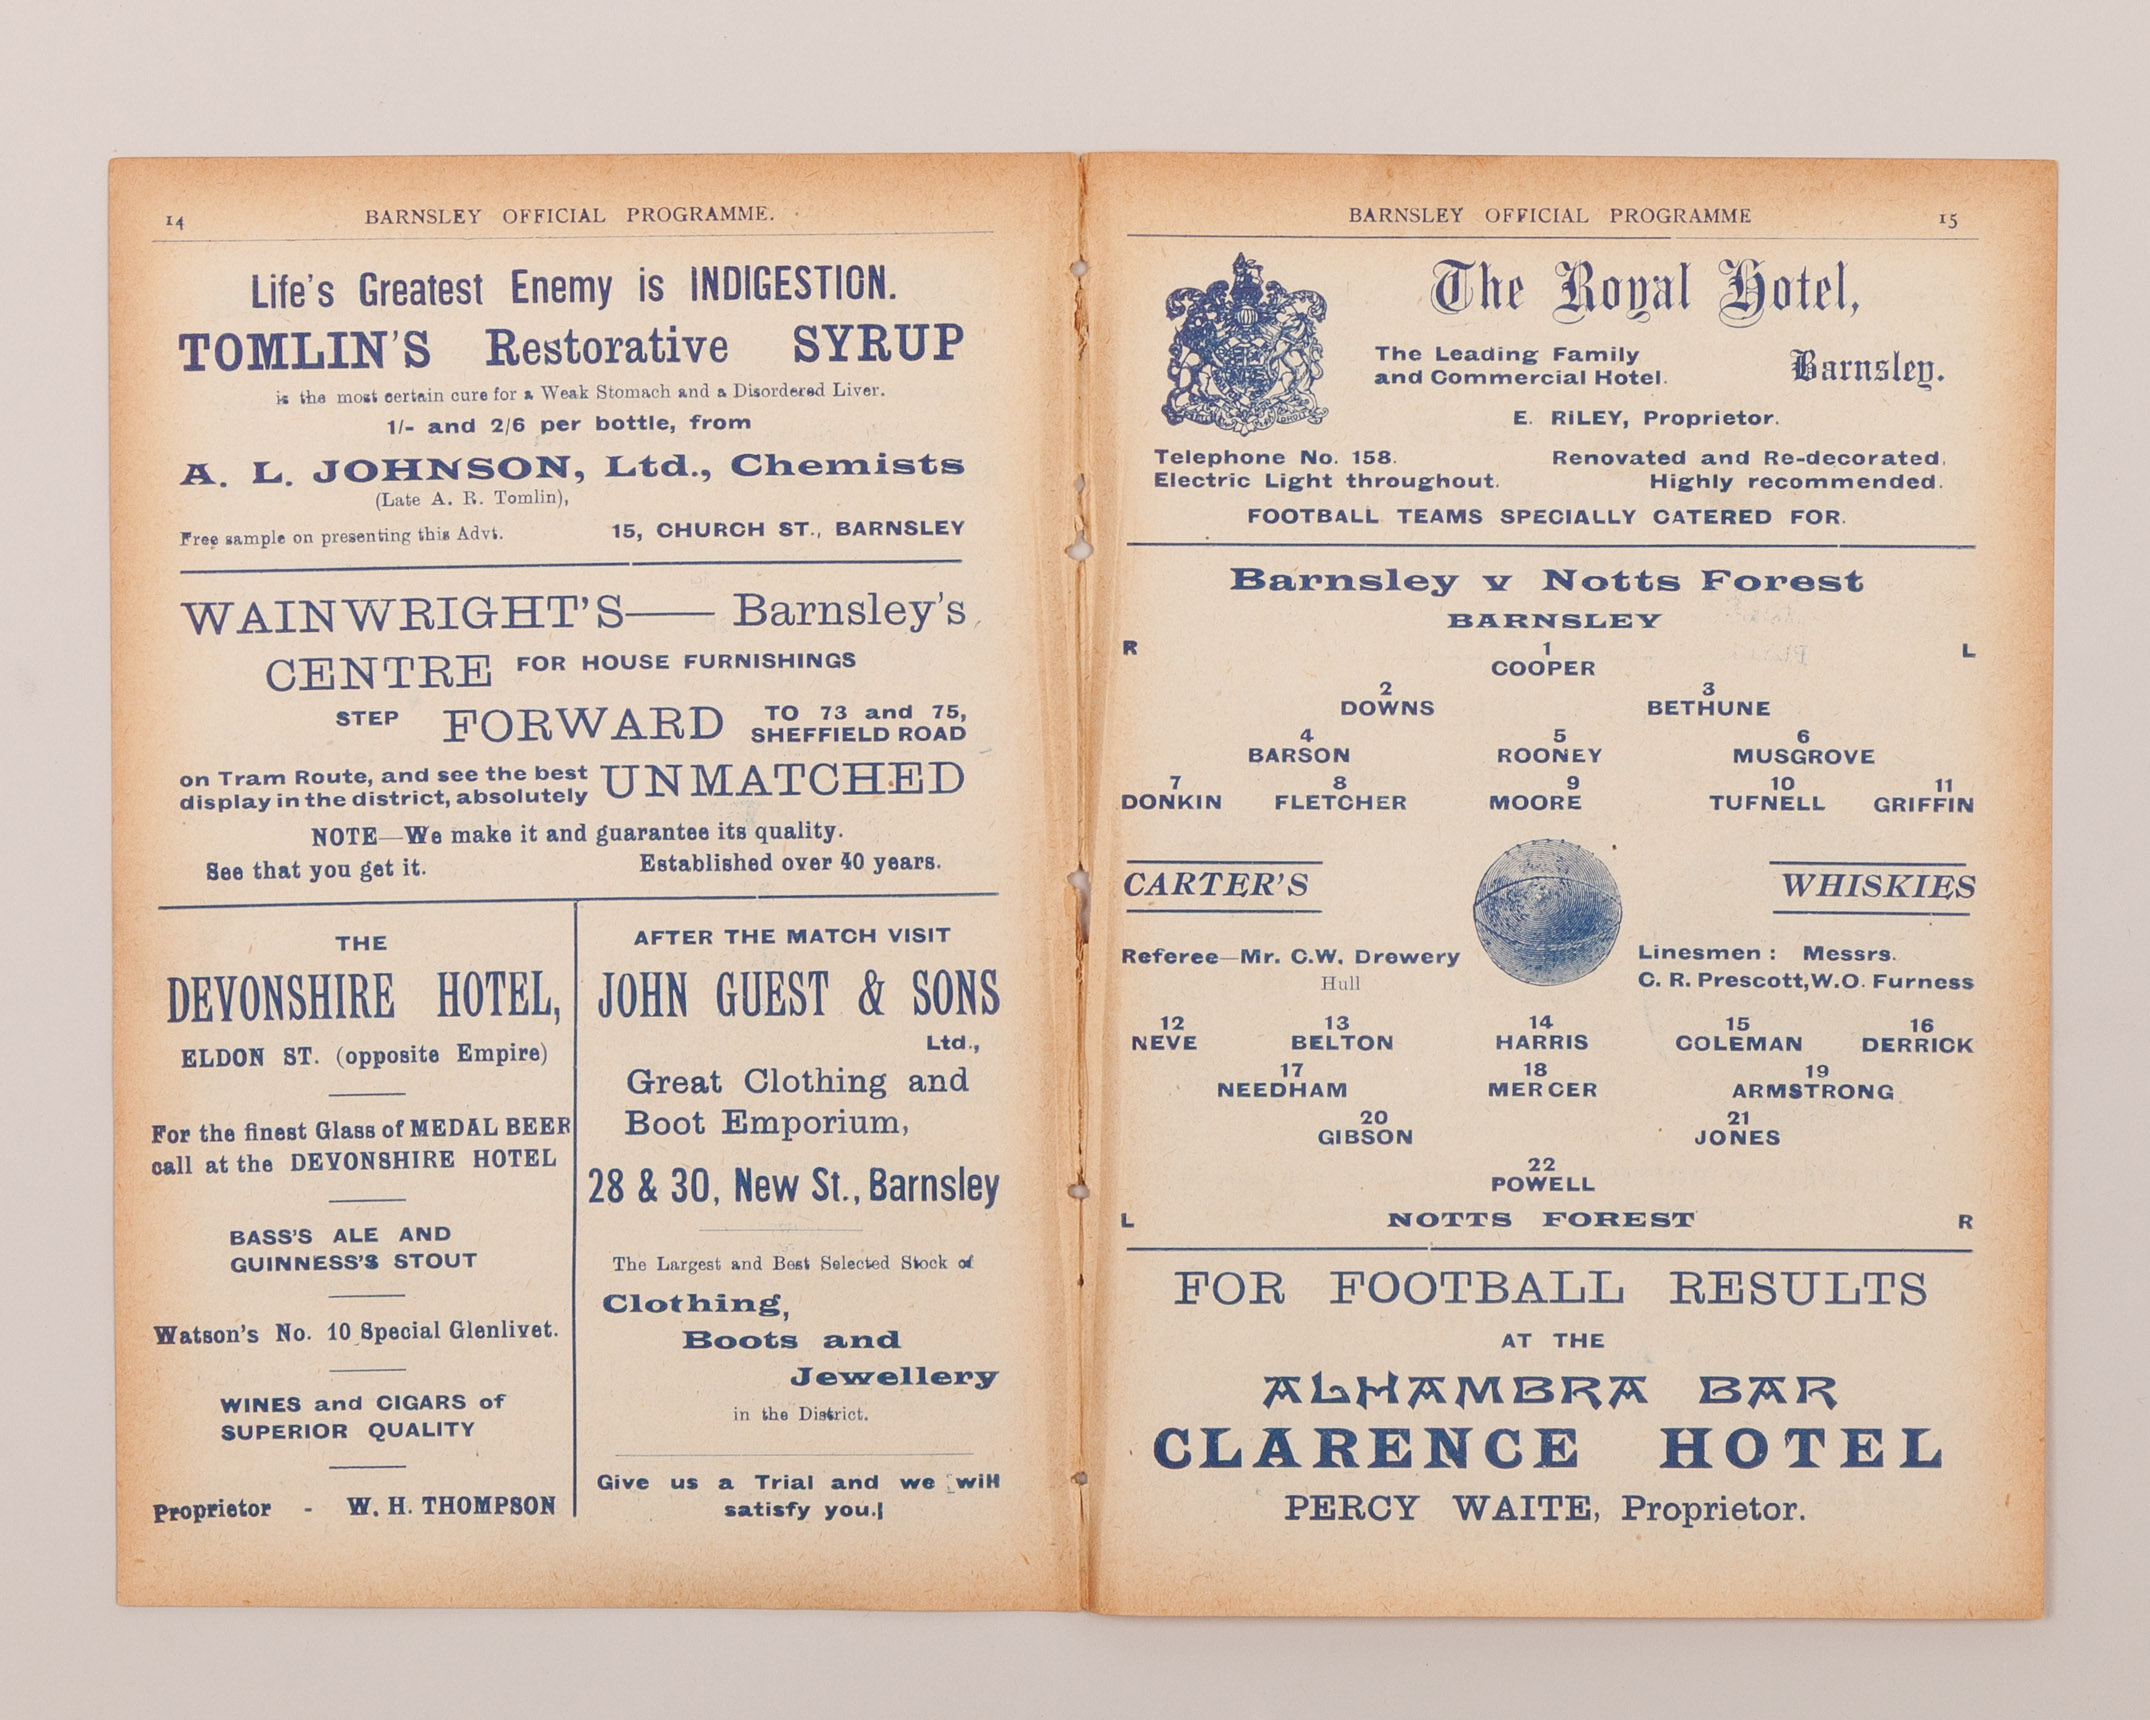 14 BARNSLEY OFFICIAL PROGRAMME.
Life's Greatest Enemy is INDIGESTION.
TOMLIN'S Restorative SYRUP
is the most certain cure for a Weak Stomach and a Disordered Liver.
1/- and 2/6 per bottle, from
A. L. JOHNSON, Ltd., Chemists
(Late A. R. Tomlin),
Free sample on presenting this Advt. 15, CHURCH ST., BARNSLEY
WAINWRIGHT'S— Barnsley's
CENTRE FOR HOUSE FURNISHINGS
STEP FORWARD TO 73 and 75,
SHEFFIELD ROAD
on Tram Route, and see the best
display in the district, absolutely UNMATCHED
NOTE—We make it and guarantee its quality.
See that you get it. Established over 40 years.
THE
DEVONSHIRE HOTEL,
ELDON ST. (opposite Empire)
For the finest Glass of MEDAL BEER
call at the DEVONSHIRE HOTEL
BASS'S ALE AND
GUINNESS'S STOUT
Watson's No. 10 Special Glenlivet.
WINES and CIGARS of
SUPERIOR QUALITY
Proprietor - W. H. THOMPSON
AFTER THE MATCH VISIT
JOHN GUEST & SONS
Ltd.,
Great Clothing and
Boot Emporium,
28 & 30, New St., Barnsley
The Largest and Best Selected Stock of
Clothing,
Boots and
Jewellery
in the District.
Give us a Trial and we will
satisfy you.
BARNSLEY OFFICIAL PROGRAMME 15
The Royal Hotel,
The Leading Family
and Commercial Hotel. Barnsley.
E. RILEY, Proprietor.
Telephone No. 158. Renovated and Re-decorated.
Electric Light throughout. Highly recommended.
FOOTBALL TEAMS SPECIALLY CATERED FOR.
Barnsley v Notts Forest
BARNSLEY
R 1 L
COOPER
2 3
DOWNS BETHUNE
4 5 6
BARSON ROONEY MUSGROVE
7 8 9 10 11
DONKIN FLETCHER MOORE TUFNELL GRIFFIN
CARTER'S WHISKIES
Referee—Mr. C.W. Drewery
Hull
Linesmen: Messrs.
C. R. Prescott, W.O. Furness
12 13 14 15 16
NEVE BELTON HARRIS COLEMAN DERRICK
17 18 19
NEEDHAM MERCER ARMSTRONG
20 21
GIBSON JONES
22
POWELL
L NOTTS FOREST R
FOR FOOTBALL RESULTS
AT THE
ALHAMBRA BAR
CLARENCE HOTEL
PERCY WAITE, Proprietor.